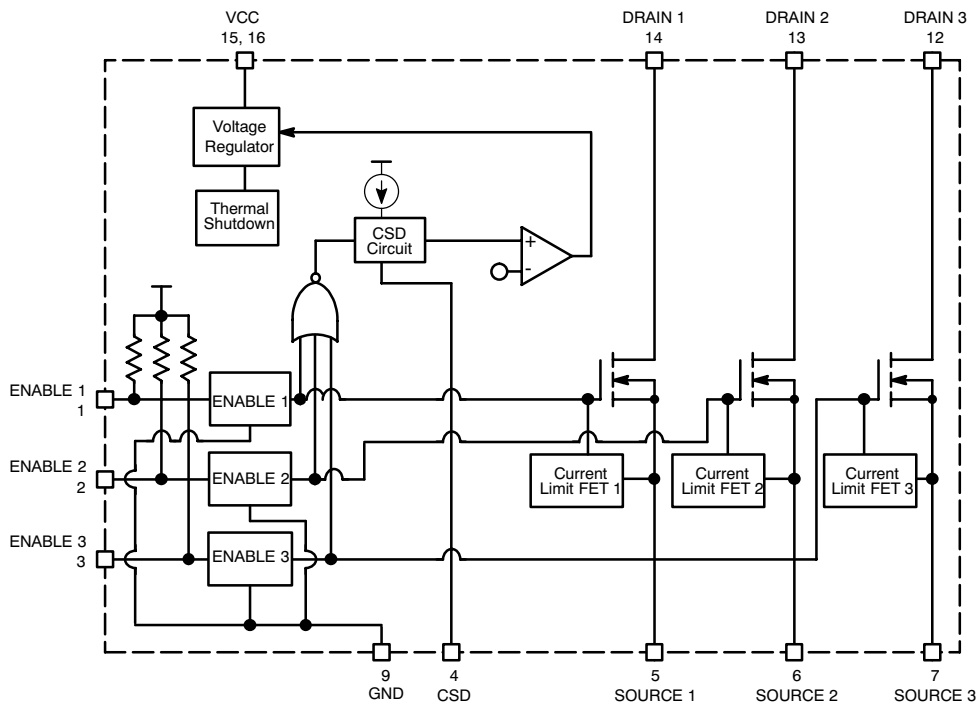 VCC
15, 16
DRAIN 1
14
DRAIN 2
13
DRAIN 3
12
Voltage
Regulator
Thermal
Shutdown
CSD
Circuit
+
-
ENABLE 1
1
ENABLE 1
ENABLE 2
2
ENABLE 2
Current
Limit FET 1
Current
Limit FET 2
Current
Limit FET 3
ENABLE 3
3
ENABLE 3
9
GND
4
CSD
5
SOURCE 1
6
SOURCE 2
7
SOURCE 3